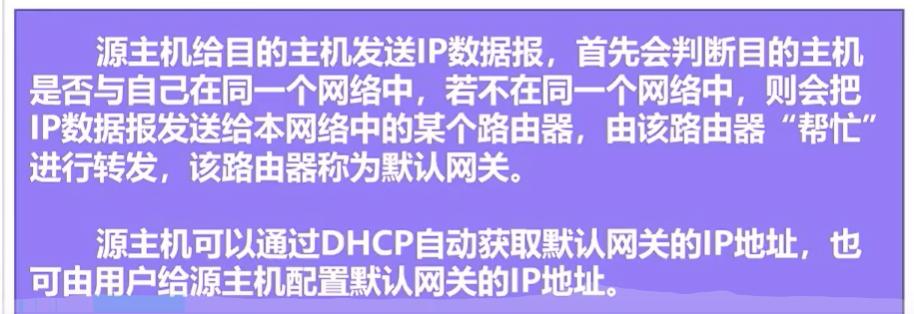 源主机给目的主机发送IP数据报，首先会判断目的主机
是否与自己在同一个网络中，若不在同一个网络中，则会把
IP数据报发送给本网络中的某个路由器，由该路由器“帮忙”
进行转发，该路由器称为默认网关。
源主机可以通过DHCP自动获取默认网关的IP地址，也
可由用户给源主机配置默认网关的IP地址。